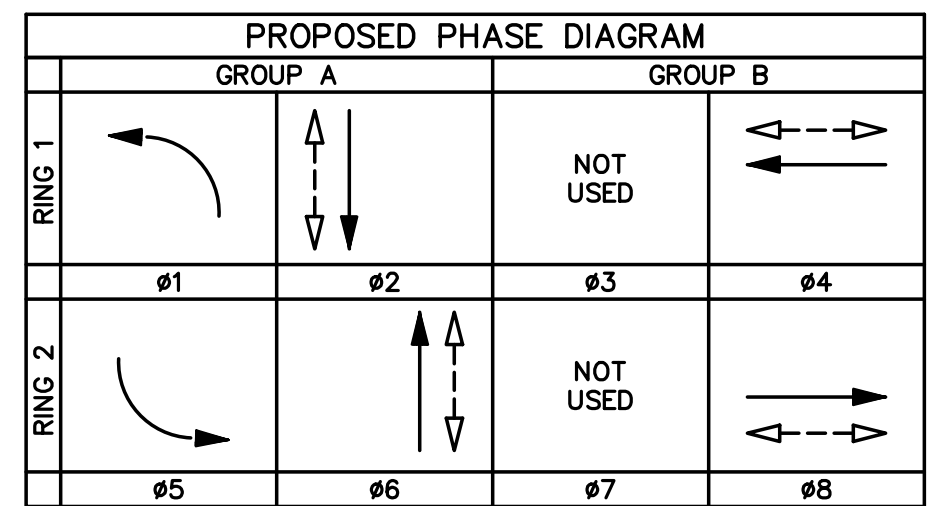 PROPOSED PHASE DIAGRAM
GROUP A
GROUP B
RING 1
NOT
USED
ø1
ø2
ø3
ø4
RING 2
NOT
USED
ø5
ø6
ø7
ø8